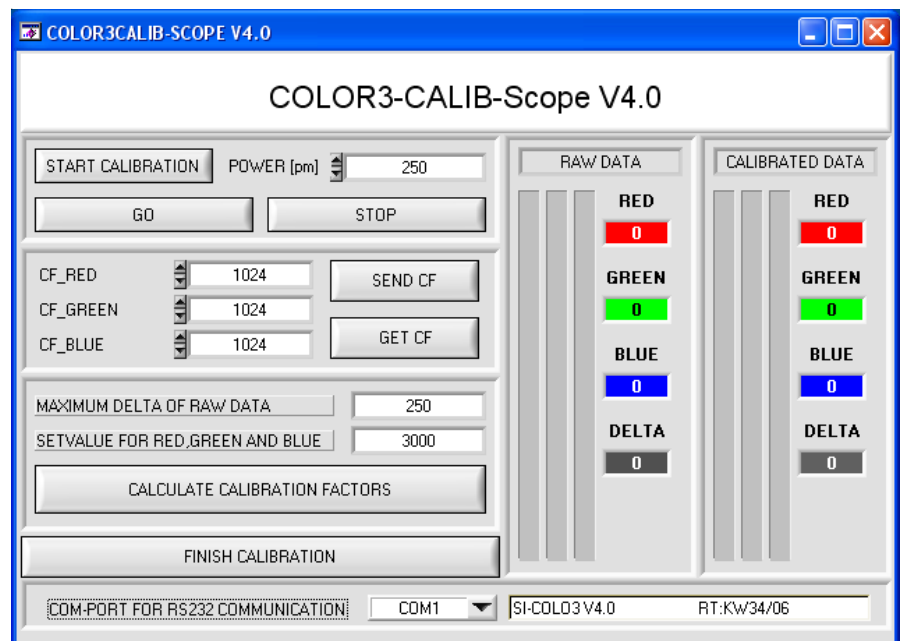 COLOR3CALIB-SCOPE V4.0
COLOR3-CALIB-Scope V4.0
START CALIBRATION POWER [pm] 250
GO STOP
CF_RED 1024
CF_GREEN 1024
CF_BLUE 1024
SEND CF
GET CF
MAXIMUM DELTA OF RAW DATA 250
SETVALUE FOR RED,GREEN AND BLUE 3000
CALCULATE CALIBRATION FACTORS
FINISH CALIBRATION
RAW DATA
RED
0
GREEN
0
BLUE
0
DELTA
0
CALIBRATED DATA
RED
0
GREEN
0
BLUE
0
DELTA
0
COM-PORT FOR RS232 COMMUNICATION COM1 SI-COLO3 V4.0 RT:KW34/06